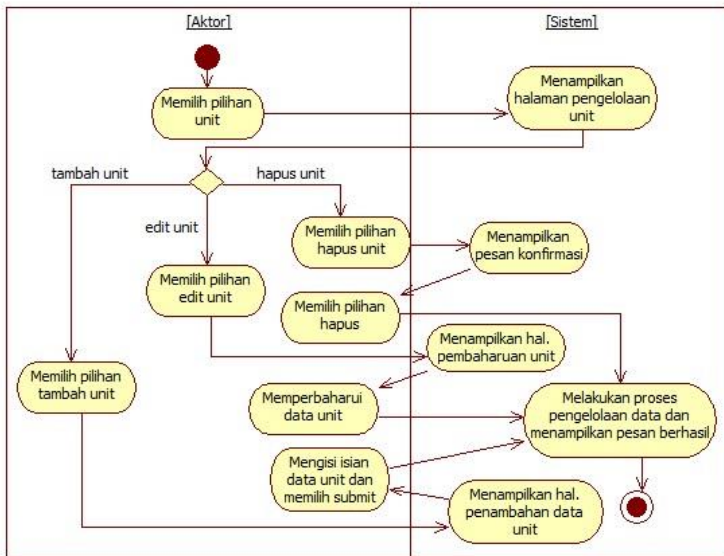 [Aktor]
[Sistem]
Memilih pilihan
unit
Menampilkan
halaman pengelolaan
unit
tambah unit
hapus unit
edit unit
Memilih pilihan
hapus unit
Menampilkan
pesan konfirmasi
Memilih pilihan
edit unit
Memilih pilihan
hapus
Menampilkan hal.
pembaharuan unit
Memilih pilihan
tambah unit
Memperbaharui
data unit
Melakukan proses
pengelolaan data dan
menampilkan pesan berhasil
Mengisi isian
data unit dan
memilih submit
Menampilkan hal.
penambahan data
unit